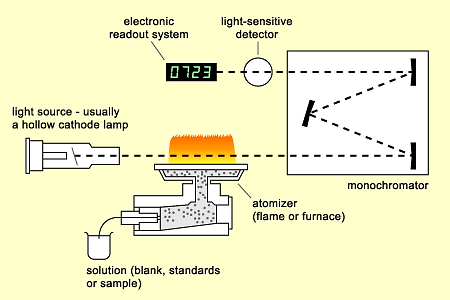 electronic
readout system
light-sensitive
detector
0723
light source - usually
a hollow cathode lamp
monochromator
atomizer
(flame or furnace)
solution (blank, standards
or sample)